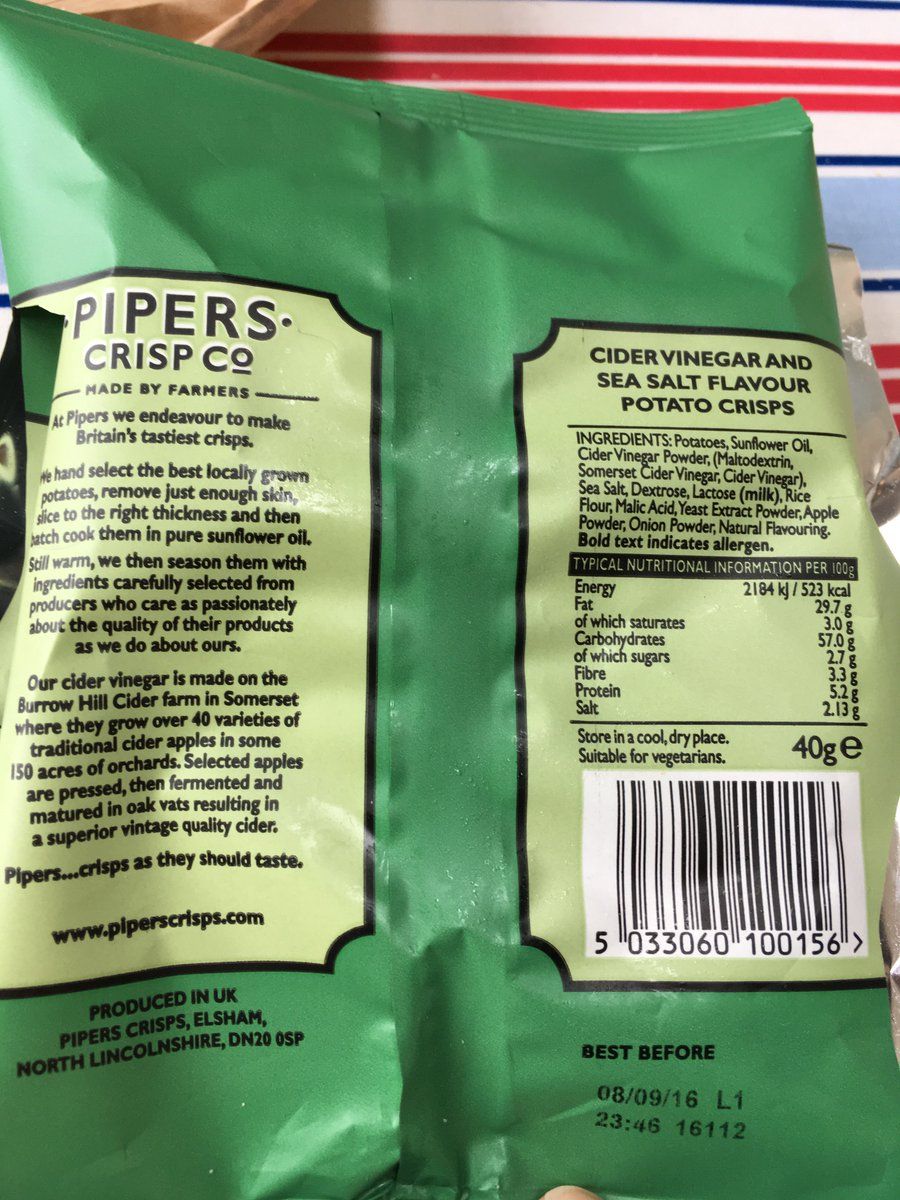 ·PIPERS·
CRISP CO
MADE BY FARMERS
At Pipers we endeavour to make
Britain's tastiest crisps.
We hand select the best locally grown
potatoes, remove just enough skin,
slice to the right thickness and then
batch cook them in pure sunflower oil.
Still warm, we then season them with
ingredients carefully selected from
producers who care as passionately
about the quality of their products
as we do about ours.
Our cider vinegar is made on the
Burrow Hill Cider farm in Somerset
where they grow over 40 varieties of
traditional cider apples in some
150 acres of orchards. Selected apples
are pressed, then fermented and
matured in oak vats resulting in
a superior vintage quality cider.
Pipers...crisps as they should taste.
www.piperscrisps.com
PRODUCED IN UK
PIPERS CRISPS, ELSHAM,
NORTH LINCOLNSHIRE, DN20 0SP
CIDER VINEGAR AND
SEA SALT FLAVOUR
POTATO CRISPS
INGREDIENTS: Potatoes, Sunflower Oil,
Cider Vinegar Powder, (Maltodextrin,
Somerset Cider Vinegar, Cider Vinegar),
Sea Salt, Dextrose, Lactose (milk), Rice
Flour, Malic Acid, Yeast Extract Powder, Apple
Powder, Onion Powder, Natural Flavouring.
Bold text indicates allergen.
TYPICAL NUTRITIONAL INFORMATION PER 100g
Energy 2184 kJ / 523 kcal
Fat 29.7 g
of which saturates 3.0 g
Carbohydrates 57.0 g
of which sugars 2.7 g
Fibre 3.3 g
Protein 5.2 g
Salt 2.13 g
Store in a cool, dry place.
Suitable for vegetarians. 40g e
5 033060 100156 >
BEST BEFORE
08/09/16 L1
23:46 16112